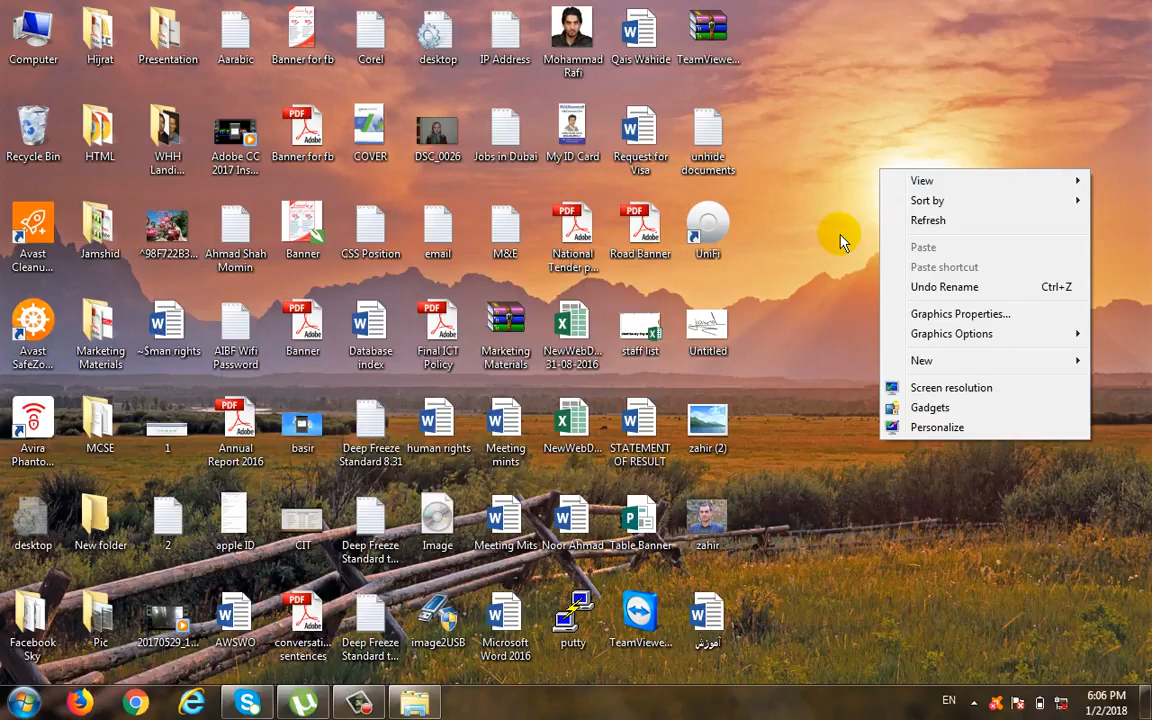 Computer
Hijrat
Presentation
Aarabic
Banner for fb
Corel
desktop
IP Address
Mohammad
Rafi
Qais Wahide
TeamViewe...
Recycle Bin
HTML
WHH
Landi...
Adobe CC
2017 Ins...
Banner for fb
COVER
DSC_0026
Jobs in Dubai
My ID Card
Request for
Visa
unhide
documents
Avast
Cleanu...
Jamshid
^98F722B3...
Ahmad Shah
Momin
Banner
CSS Position
email
M&E
National
Tender p...
Road Banner
UniFi
Avast
SafeZo...
Marketing
Materials
~$man rights
AIBF Wifi
Password
Banner
Database
index
Final ICT
Policy
Marketing
Materials
NewWebD...
31-08-2016
staff list
Untitled
Avira
Phanto...
MCSE
1
Annual
Report 2016
basir
Deep Freeze
Standard 8.31
human rights
Meeting
mints
NewWebD...
STATEMENT
OF RESULT
zahir (2)
desktop
New folder
2
apple ID
CIT
Deep Freeze
Standard t...
Image
Meeting Mits
Noor Ahmad
Table Banner
zahir
Facebook
Sky
Pic
20170529_1...
AWSWO
conversati...
sentences
Deep Freeze
Standard t...
image2USB
Microsoft
Word 2016
putty
TeamViewe...
آموزش
View
Sort by
Refresh
Paste
Paste shortcut
Undo Rename Ctrl+Z
Graphics Properties...
Graphics Options
New
Screen resolution
Gadgets
Personalize
EN
6:06 PM
1/2/2018